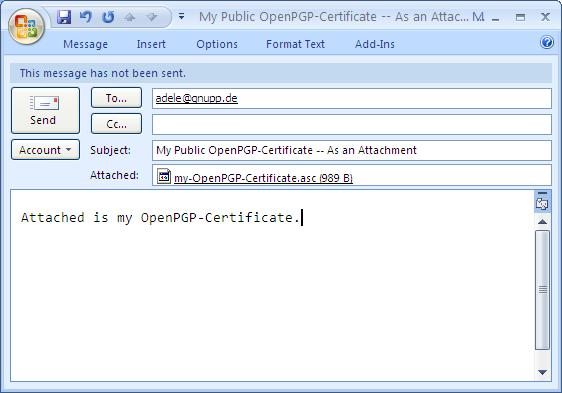 My Public OpenPGP-Certificate -- As an Attac... M...
Message Insert Options Format Text Add-Ins
This message has not been sent.
Send
To...
adele@gnupp.de
Cc...
Account
Subject:
My Public OpenPGP-Certificate -- As an Attachment
Attached:
my-OpenPGP-Certificate.asc (989 B)
Attached is my OpenPGP-Certificate.